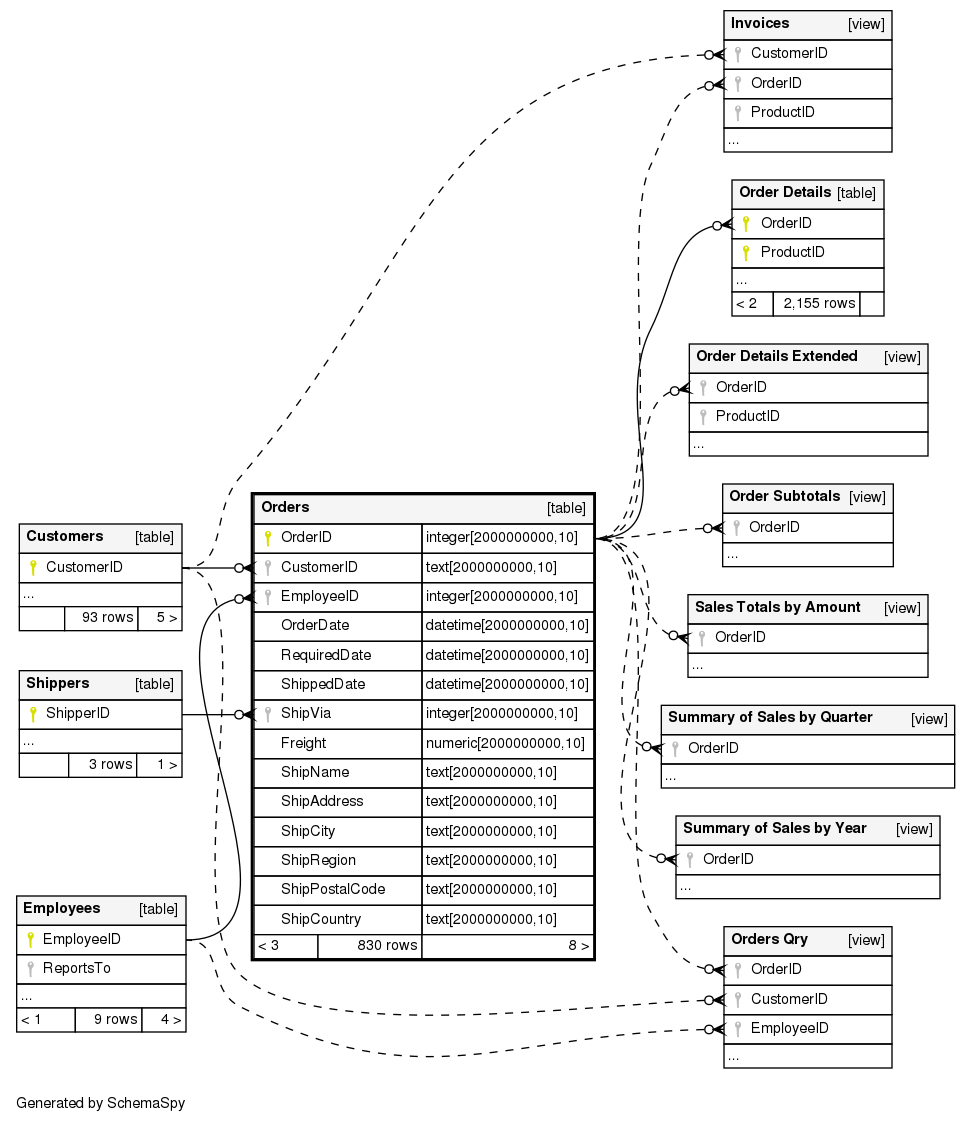 Invoices [view]
CustomerID
OrderID
ProductID
...
Order Details [table]
OrderID
ProductID
...
< 2 2,155 rows
Order Details Extended [view]
OrderID
ProductID
...
Order Subtotals [view]
OrderID
...
Sales Totals by Amount [view]
OrderID
...
Summary of Sales by Quarter [view]
OrderID
...
Summary of Sales by Year [view]
OrderID
...
Orders Qry [view]
OrderID
CustomerID
EmployeeID
...
Orders [table]
OrderID integer[2000000000,10]
CustomerID text[2000000000,10]
EmployeeID integer[2000000000,10]
OrderDate datetime[2000000000,10]
RequiredDate datetime[2000000000,10]
ShippedDate datetime[2000000000,10]
ShipVia integer[2000000000,10]
Freight numeric[2000000000,10]
ShipName text[2000000000,10]
ShipAddress text[2000000000,10]
ShipCity text[2000000000,10]
ShipRegion text[2000000000,10]
ShipPostalCode text[2000000000,10]
ShipCountry text[2000000000,10]
< 3 830 rows 8 >
Customers [table]
CustomerID
...
93 rows 5 >
Shippers [table]
ShipperID
...
3 rows 1 >
Employees [table]
EmployeeID
ReportsTo
...
< 1 9 rows 4 >
Generated by SchemaSpy